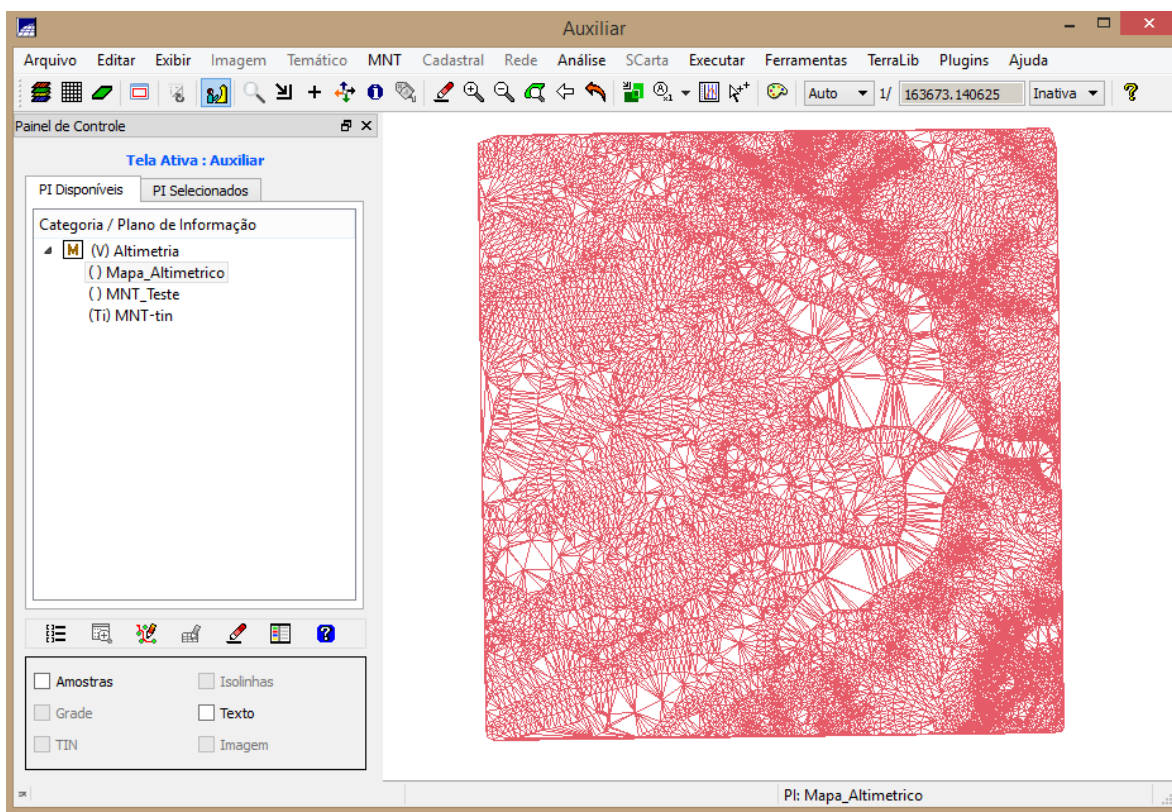 Auxiliar
Arquivo Editar Exibir Imagem Temático MNT Cadastral Rede Análise SCarta Executar Ferramentas TerraLib Plugins Ajuda
Auto 1/ 163673.140625 Inativa
Painel de Controle
Tela Ativa : Auxiliar
PI Disponíveis PI Selecionados
Categoria / Plano de Informação
M (V) Altimetria
( ) Mapa_Altimetrico
( ) MNT_Teste
(Ti) MNT-tin
Amostras Isolinhas
Grade Texto
TIN Imagem
PI: Mapa_Altimetrico